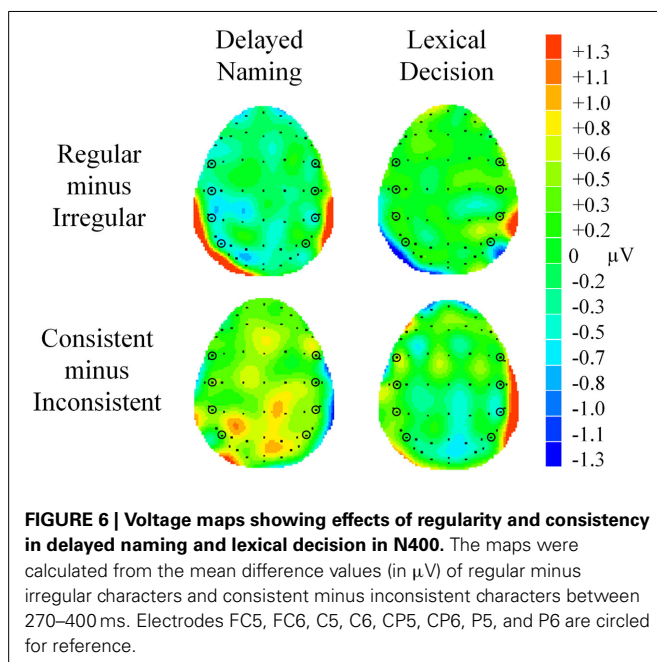 Delayed
Naming
Lexical
Decision
Regular
minus
Irregular
Consistent
minus
Inconsistent
+1.3
+1.1
+1.0
+0.8
+0.6
+0.5
+0.3
+0.2
0 μV
-0.2
-0.3
-0.5
-0.7
-0.8
-1.0
-1.1
-1.3
FIGURE 6 | Voltage maps showing effects of regularity and consistency
in delayed naming and lexical decision in N400. The maps were
calculated from the mean difference values (in μV) of regular minus
irregular characters and consistent minus inconsistent characters between
270–400 ms. Electrodes FC5, FC6, C5, C6, CP5, CP6, P5, and P6 are circled
for reference.